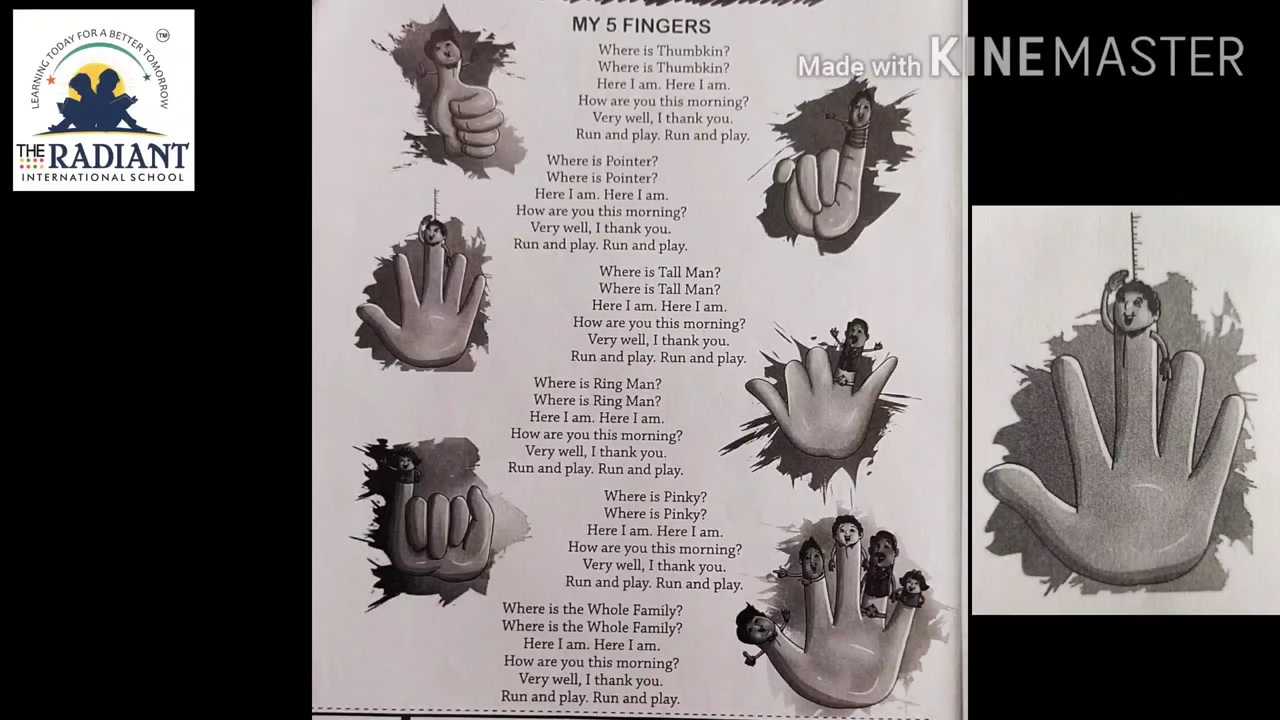 LEARNING TODAY FOR A BETTER TOMORROW
TM
THE RADIANT
INTERNATIONAL SCHOOL
Made with KINEMASTER
MY 5 FINGERS
Where is Thumbkin?
Where is Thumbkin?
Here I am. Here I am.
How are you this morning?
Very well, I thank you.
Run and play. Run and play.
Where is Pointer?
Where is Pointer?
Here I am. Here I am.
How are you this morning?
Very well, I thank you.
Run and play. Run and play.
Where is Tall Man?
Where is Tall Man?
Here I am. Here I am.
How are you this morning?
Very well, I thank you.
Run and play. Run and play.
Where is Ring Man?
Where is Ring Man?
Here I am. Here I am.
How are you this morning?
Very well, I thank you.
Run and play. Run and play.
Where is Pinky?
Where is Pinky?
Here I am. Here I am.
How are you this morning?
Very well, I thank you.
Run and play. Run and play.
Where is the Whole Family?
Where is the Whole Family?
Here I am. Here I am.
How are you this morning?
Very well, I thank you.
Run and play. Run and play.